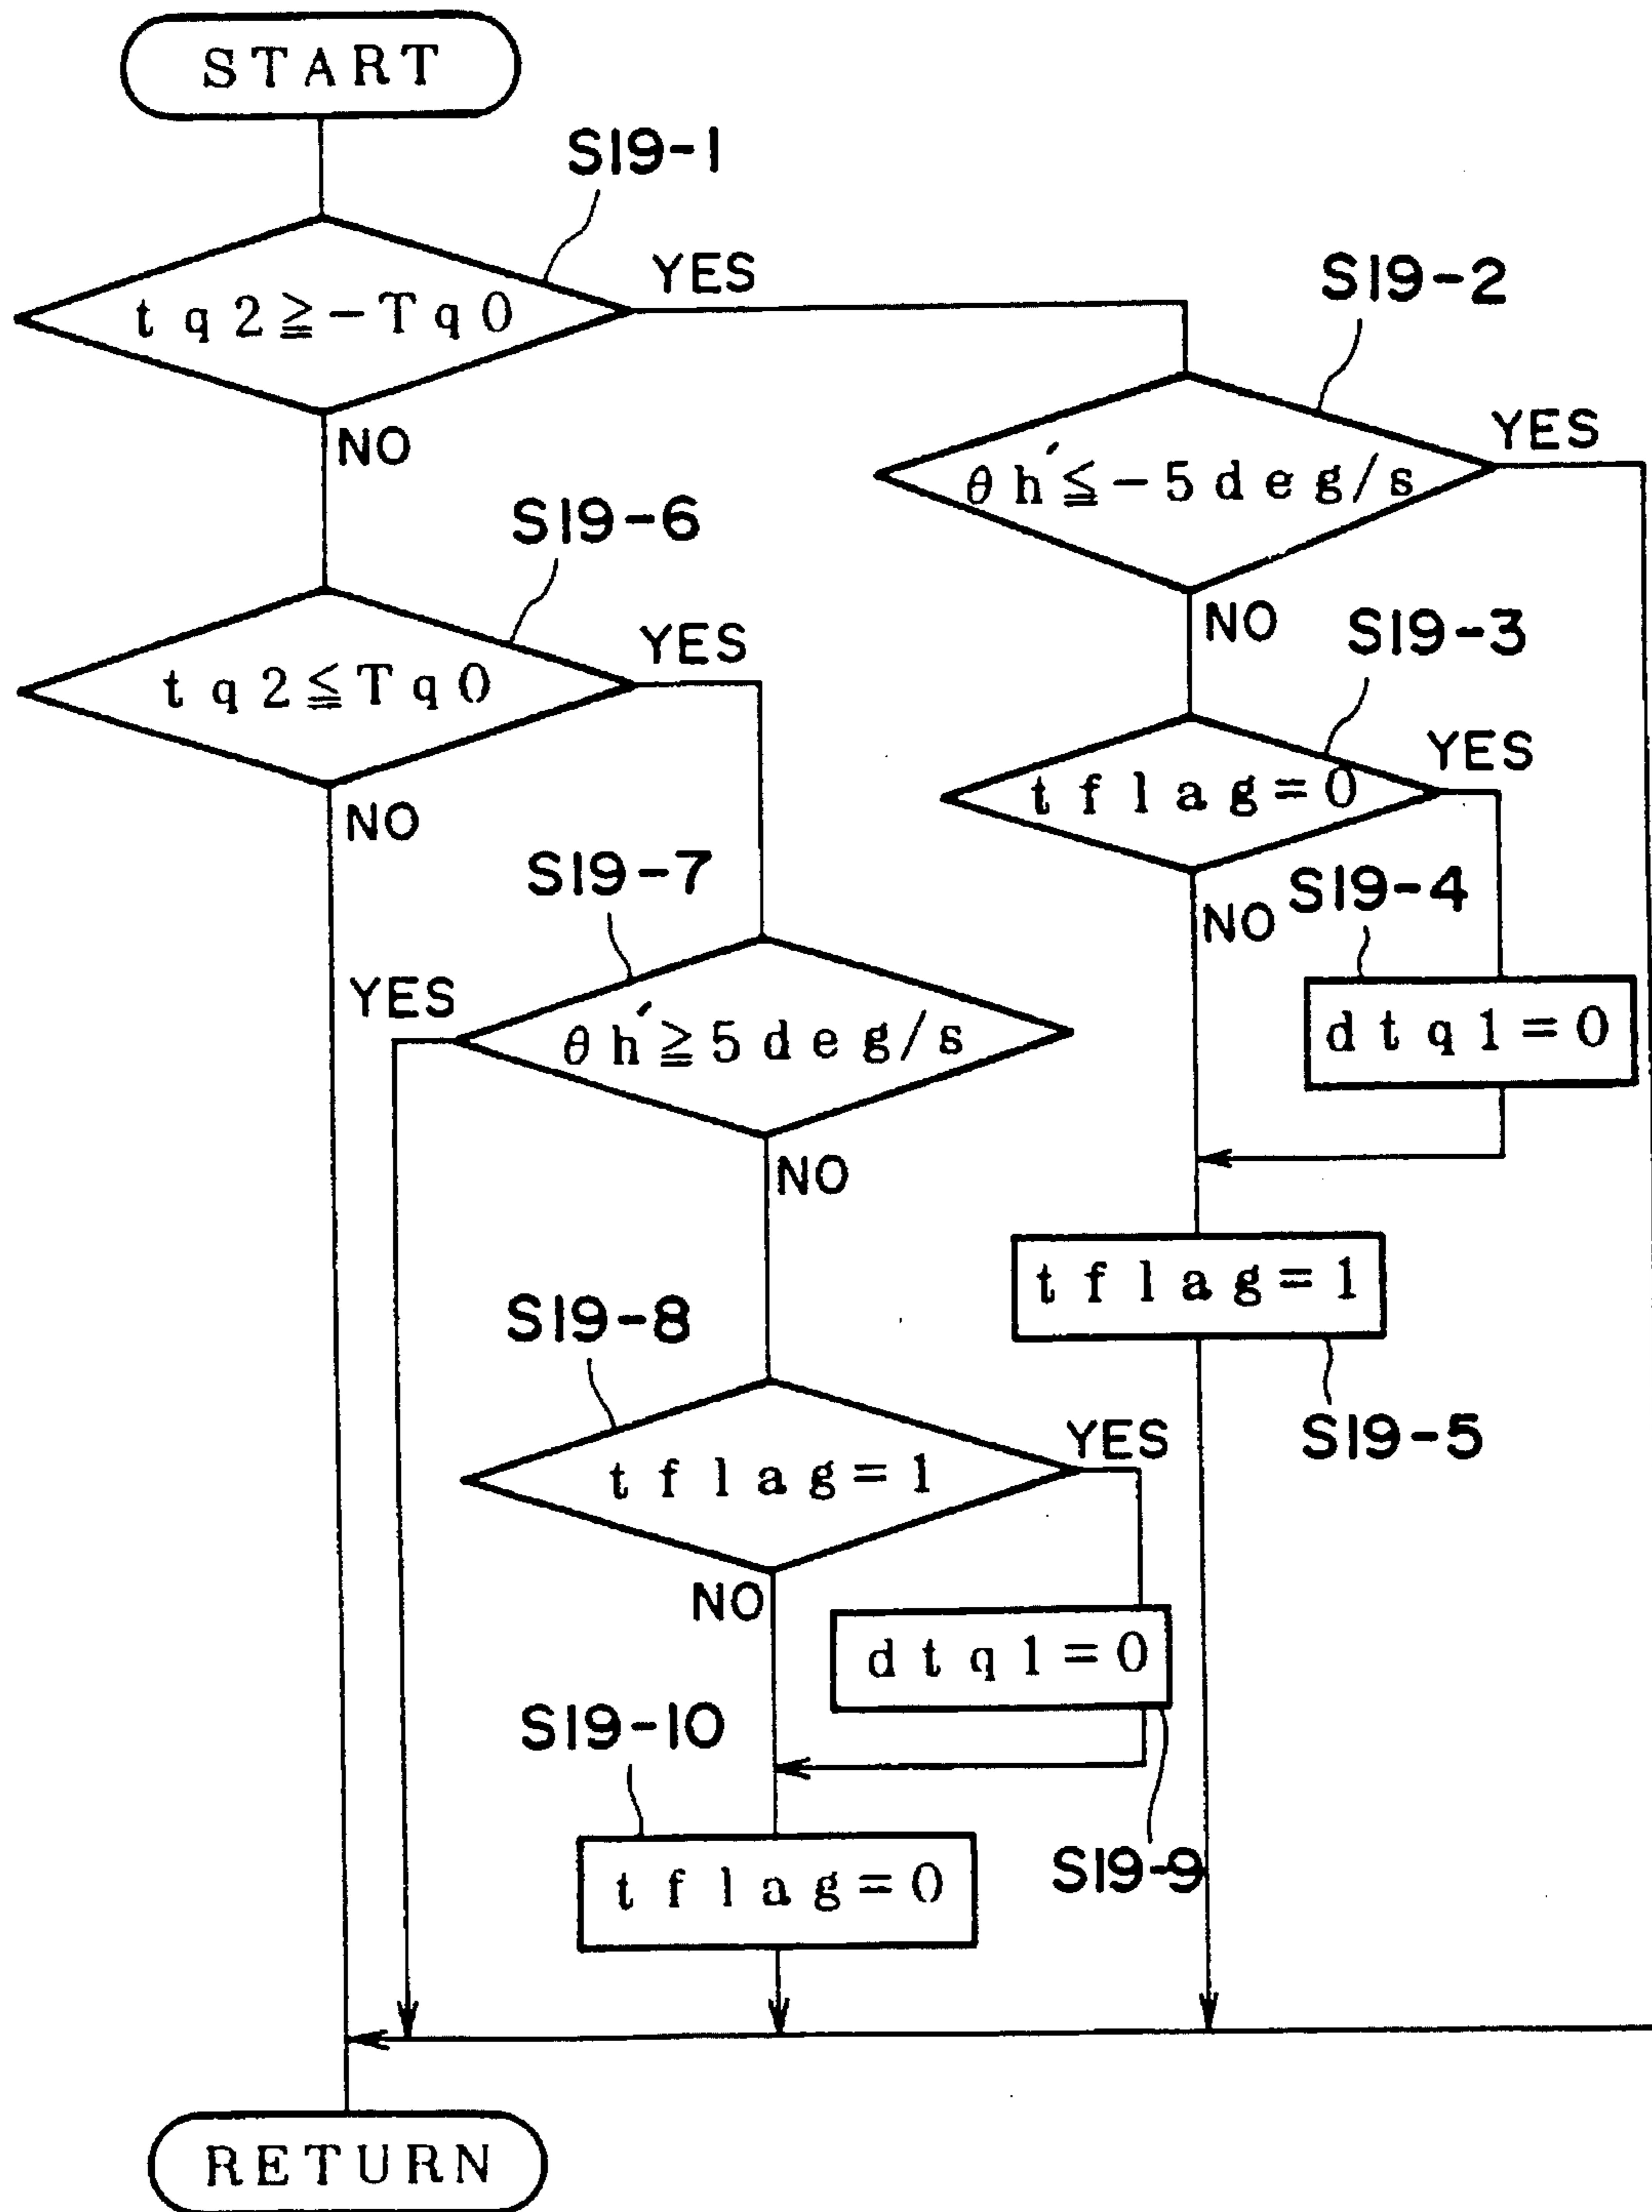 START
S19-1
YES
tq2≧-Tq0
NO
S19-2
YES
θh′≦-5deg/s
NO
S19-6
YES
tq2≦Tq0
NO
S19-3
YES
tflag=0
NO
S19-4
dtq1=0
S19-7
YES
θh′≧5deg/s
NO
tflag=1
S19-5
S19-8
YES
tflag=1
NO
dtq1=0
S19-9
S19-10
tflag=0
RETURN